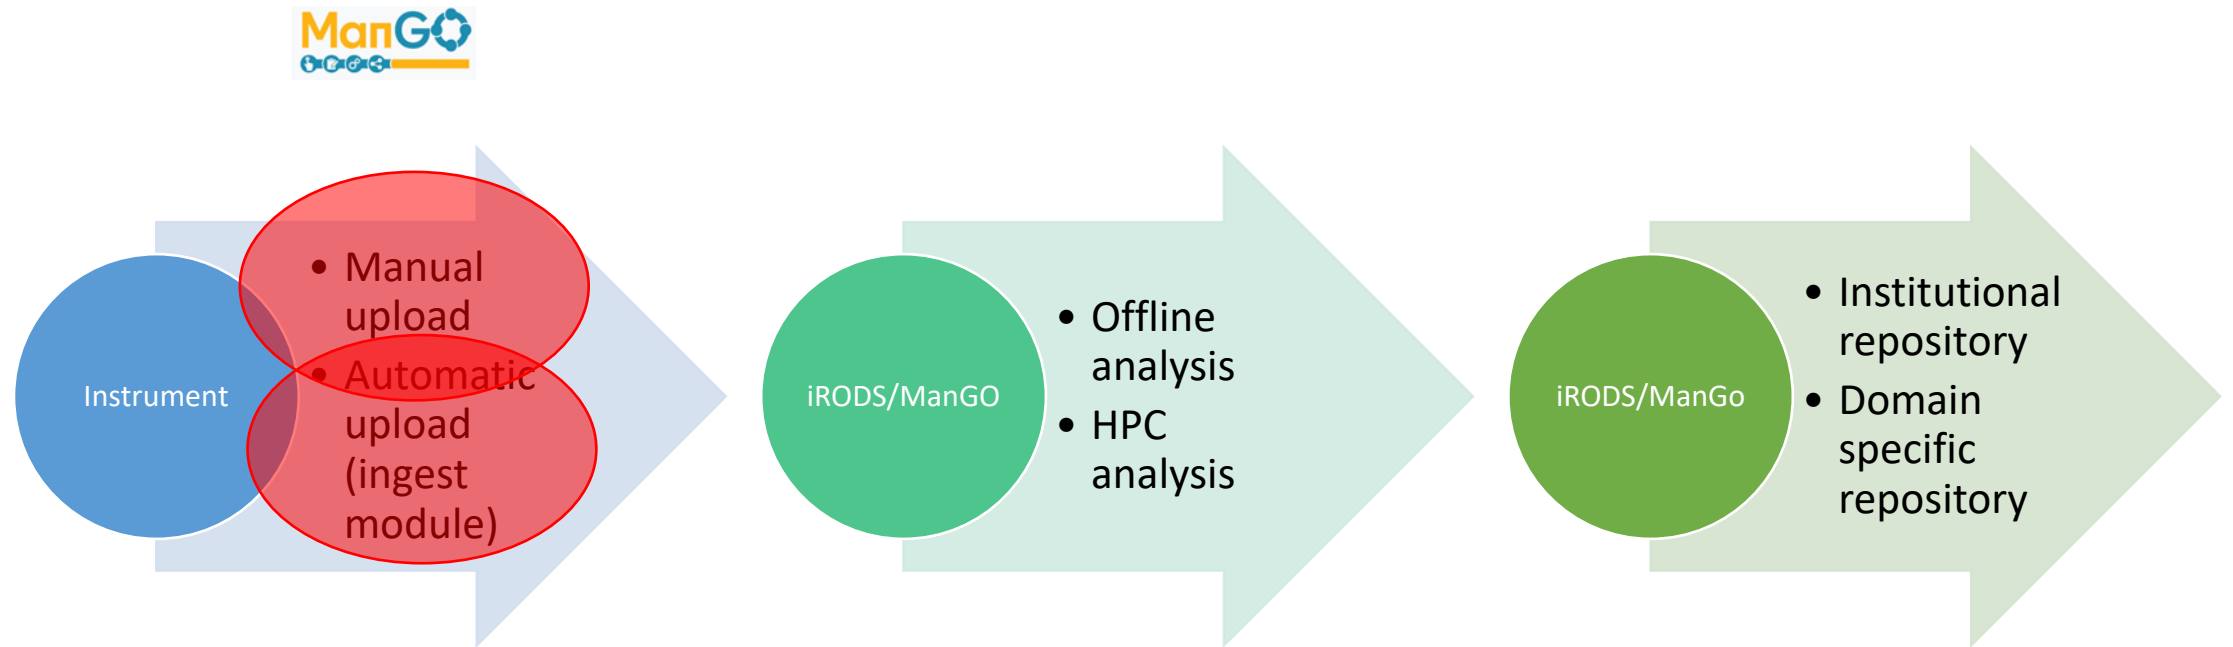 ManGO
Instrument
• Manual
upload
• Automatic
upload
(ingest
module)
iRODS/ManGO
• Offline
analysis
• HPC
analysis
iRODS/ManGo
• Institutional
repository
• Domain
specific
repository